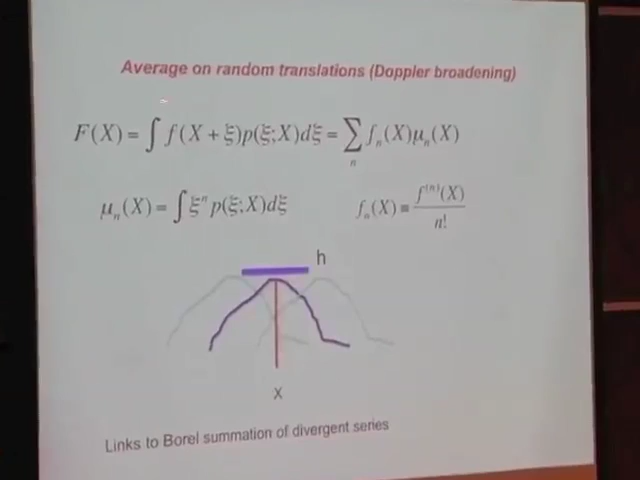 Average on random translations (Doppler broadening)
F(X) = ∫ f(X + ξ)p(ξ;X)dξ = ∑ₙ fₙ(X)μₙ(X)
μₙ(X) = ∫ ξⁿ p(ξ;X)dξ fₙ(X) ≡ f⁽ⁿ⁾(X) / n!
h
X
Links to Borel summation of divergent series